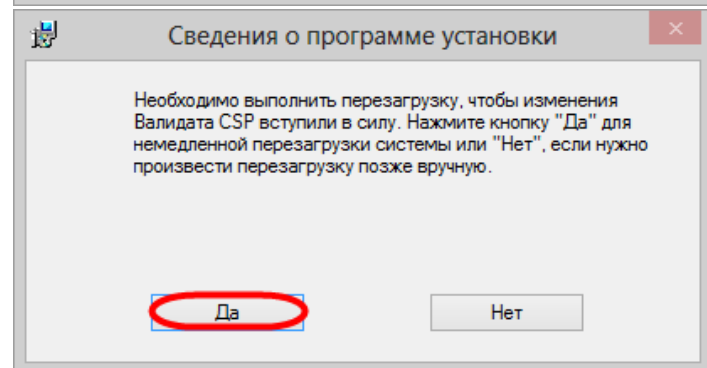 Сведения о программе установки
Необходимо выполнить перезагрузку, чтобы изменения
Валидата CSP вступили в силу. Нажмите кнопку "Да" для
немедленной перезагрузки системы или "Нет", если нужно
произвести перезагрузку позже вручную.
Да
Нет